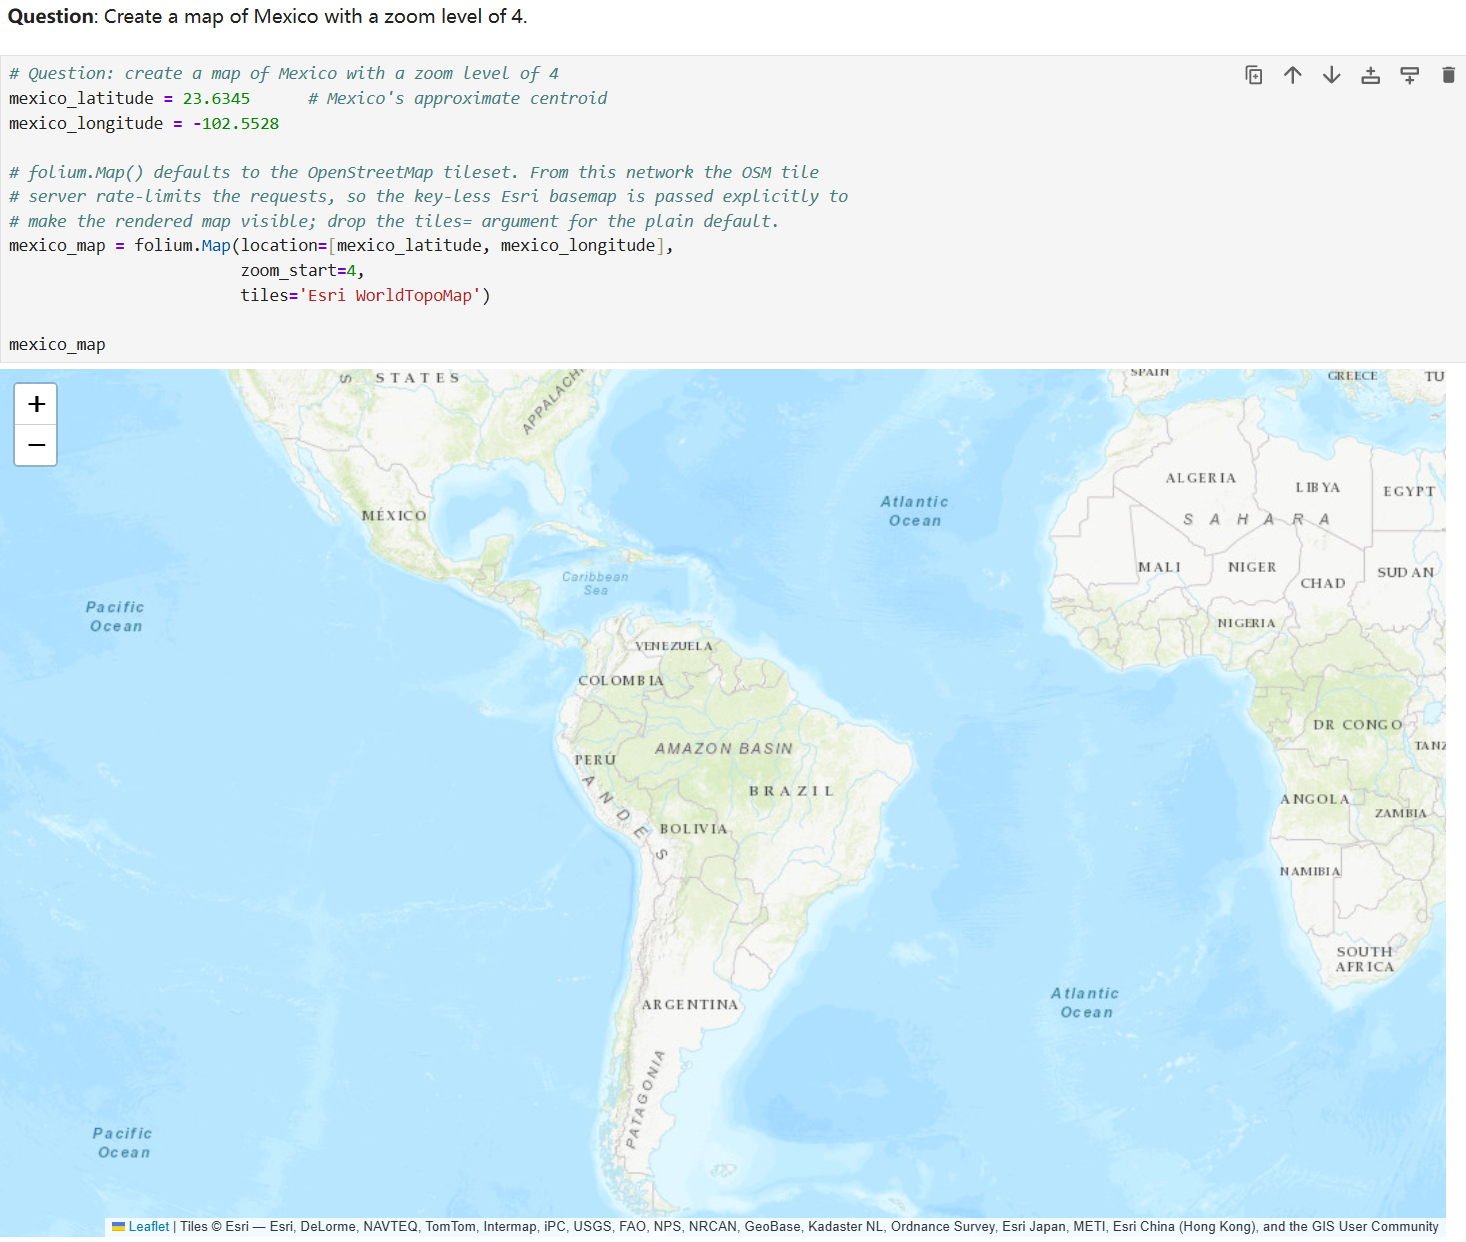 Question: Create a map of Mexico with a zoom level of 4.
# Question: create a map of Mexico with a zoom level of 4
mexico_latitude = 23.6345      # Mexico's approximate centroid
mexico_longitude = -102.5528
# folium.Map() defaults to the OpenStreetMap tileset. From this network the OSM tile
# server rate-limits the requests, so the key-less Esri basemap is passed explicitly to
# make the rendered map visible; drop the tiles= argument for the plain default.
mexico_map = folium.Map(location=[mexico_latitude, mexico_longitude],
                        zoom_start=4,
                        tiles='Esri WorldTopoMap')
mexico_map
+
−
S STATES
APPALACH
SPAIN
GREECE
TU
MÉXICO
Atlantic
Ocean
ALGERIA
LIBYA
EGYPT
SAHARA
Caribbean
Sea
MALI
NIGER
CHAD
SUDAN
Pacific
Ocean
NIGERIA
VENEZUELA
COLOMBIA
AMAZON BASIN
PERÚ
ANDES
BRAZIL
BOLIVIA
DR CONGO
TANZ
ANGOLA
ZAMBIA
NAMIBIA
SOUTH
AFRICA
Atlantic
Ocean
ARGENTINA
PATAGONIA
Pacific
Ocean
Leaflet | Tiles © Esri — Esri, DeLorme, NAVTEQ, TomTom, Intermap, iPC, USGS, FAO, NPS, NRCAN, GeoBase, Kadaster NL, Ordnance Survey, Esri Japan, METI, Esri China (Hong Kong), and the GIS User Community